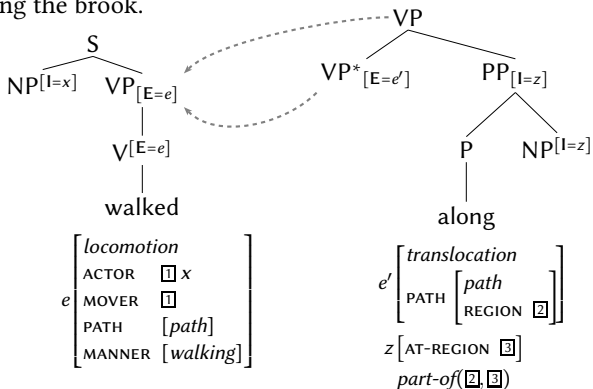 ng the brook.
S
NP[I=x] VP[E=e]
V[E=e]
walked
e [locomotion
ACTOR 1 x
MOVER 1
PATH [path]
MANNER [walking]]
VP
VP*[E=e′] PP[I=z]
P NP[I=z]
along
e′ [translocation
PATH [path
REGION 2]]
z [AT-REGION 3]
part-of(2, 3)